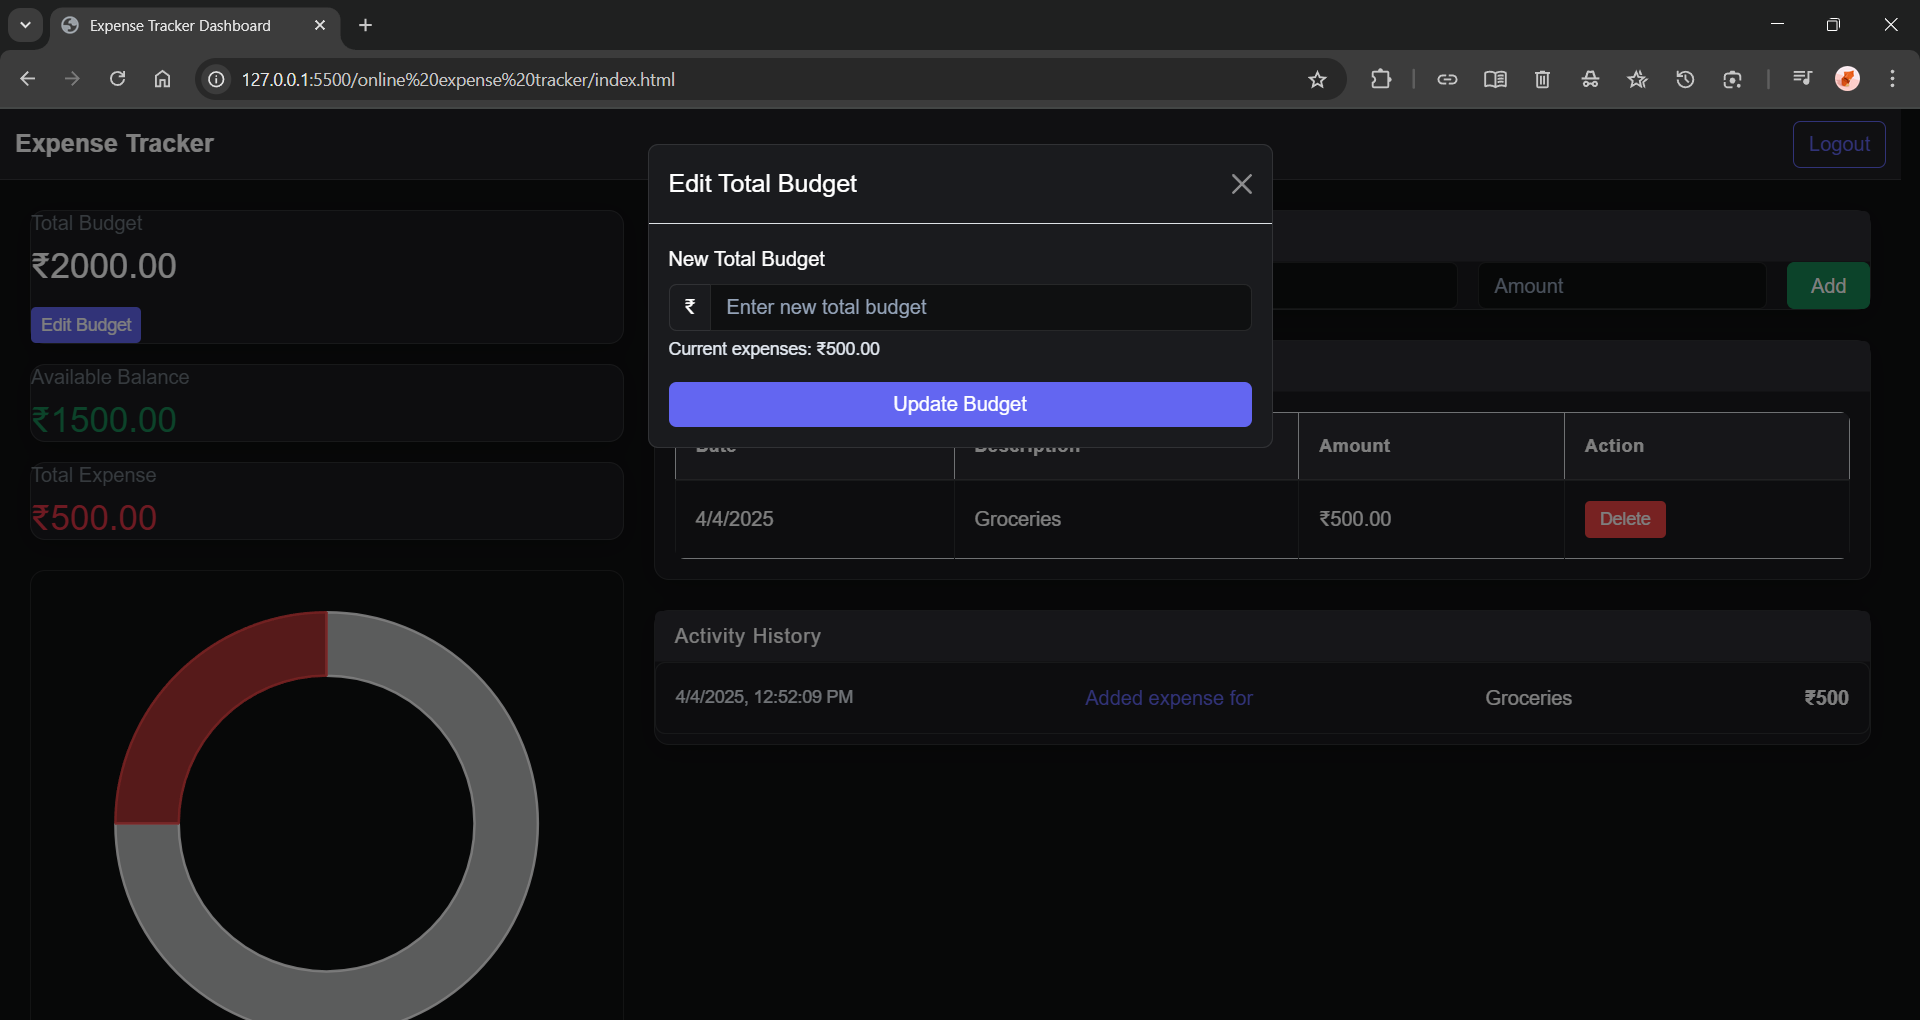 Expense Tracker Dashboard
127.0.0.1:5500/online%20expense%20tracker/index.html
Expense Tracker
Logout
Total Budget
₹2000.00
Edit Budget
Available Balance
₹1500.00
Total Expense
₹500.00
Edit Total Budget
New Total Budget
₹ Enter new total budget
Current expenses: ₹500.00
Update Budget
Amount
Add
Date Description Amount Action
4/4/2025 Groceries ₹500.00 Delete
Activity History
4/4/2025, 12:52:09 PM Added expense for Groceries ₹500